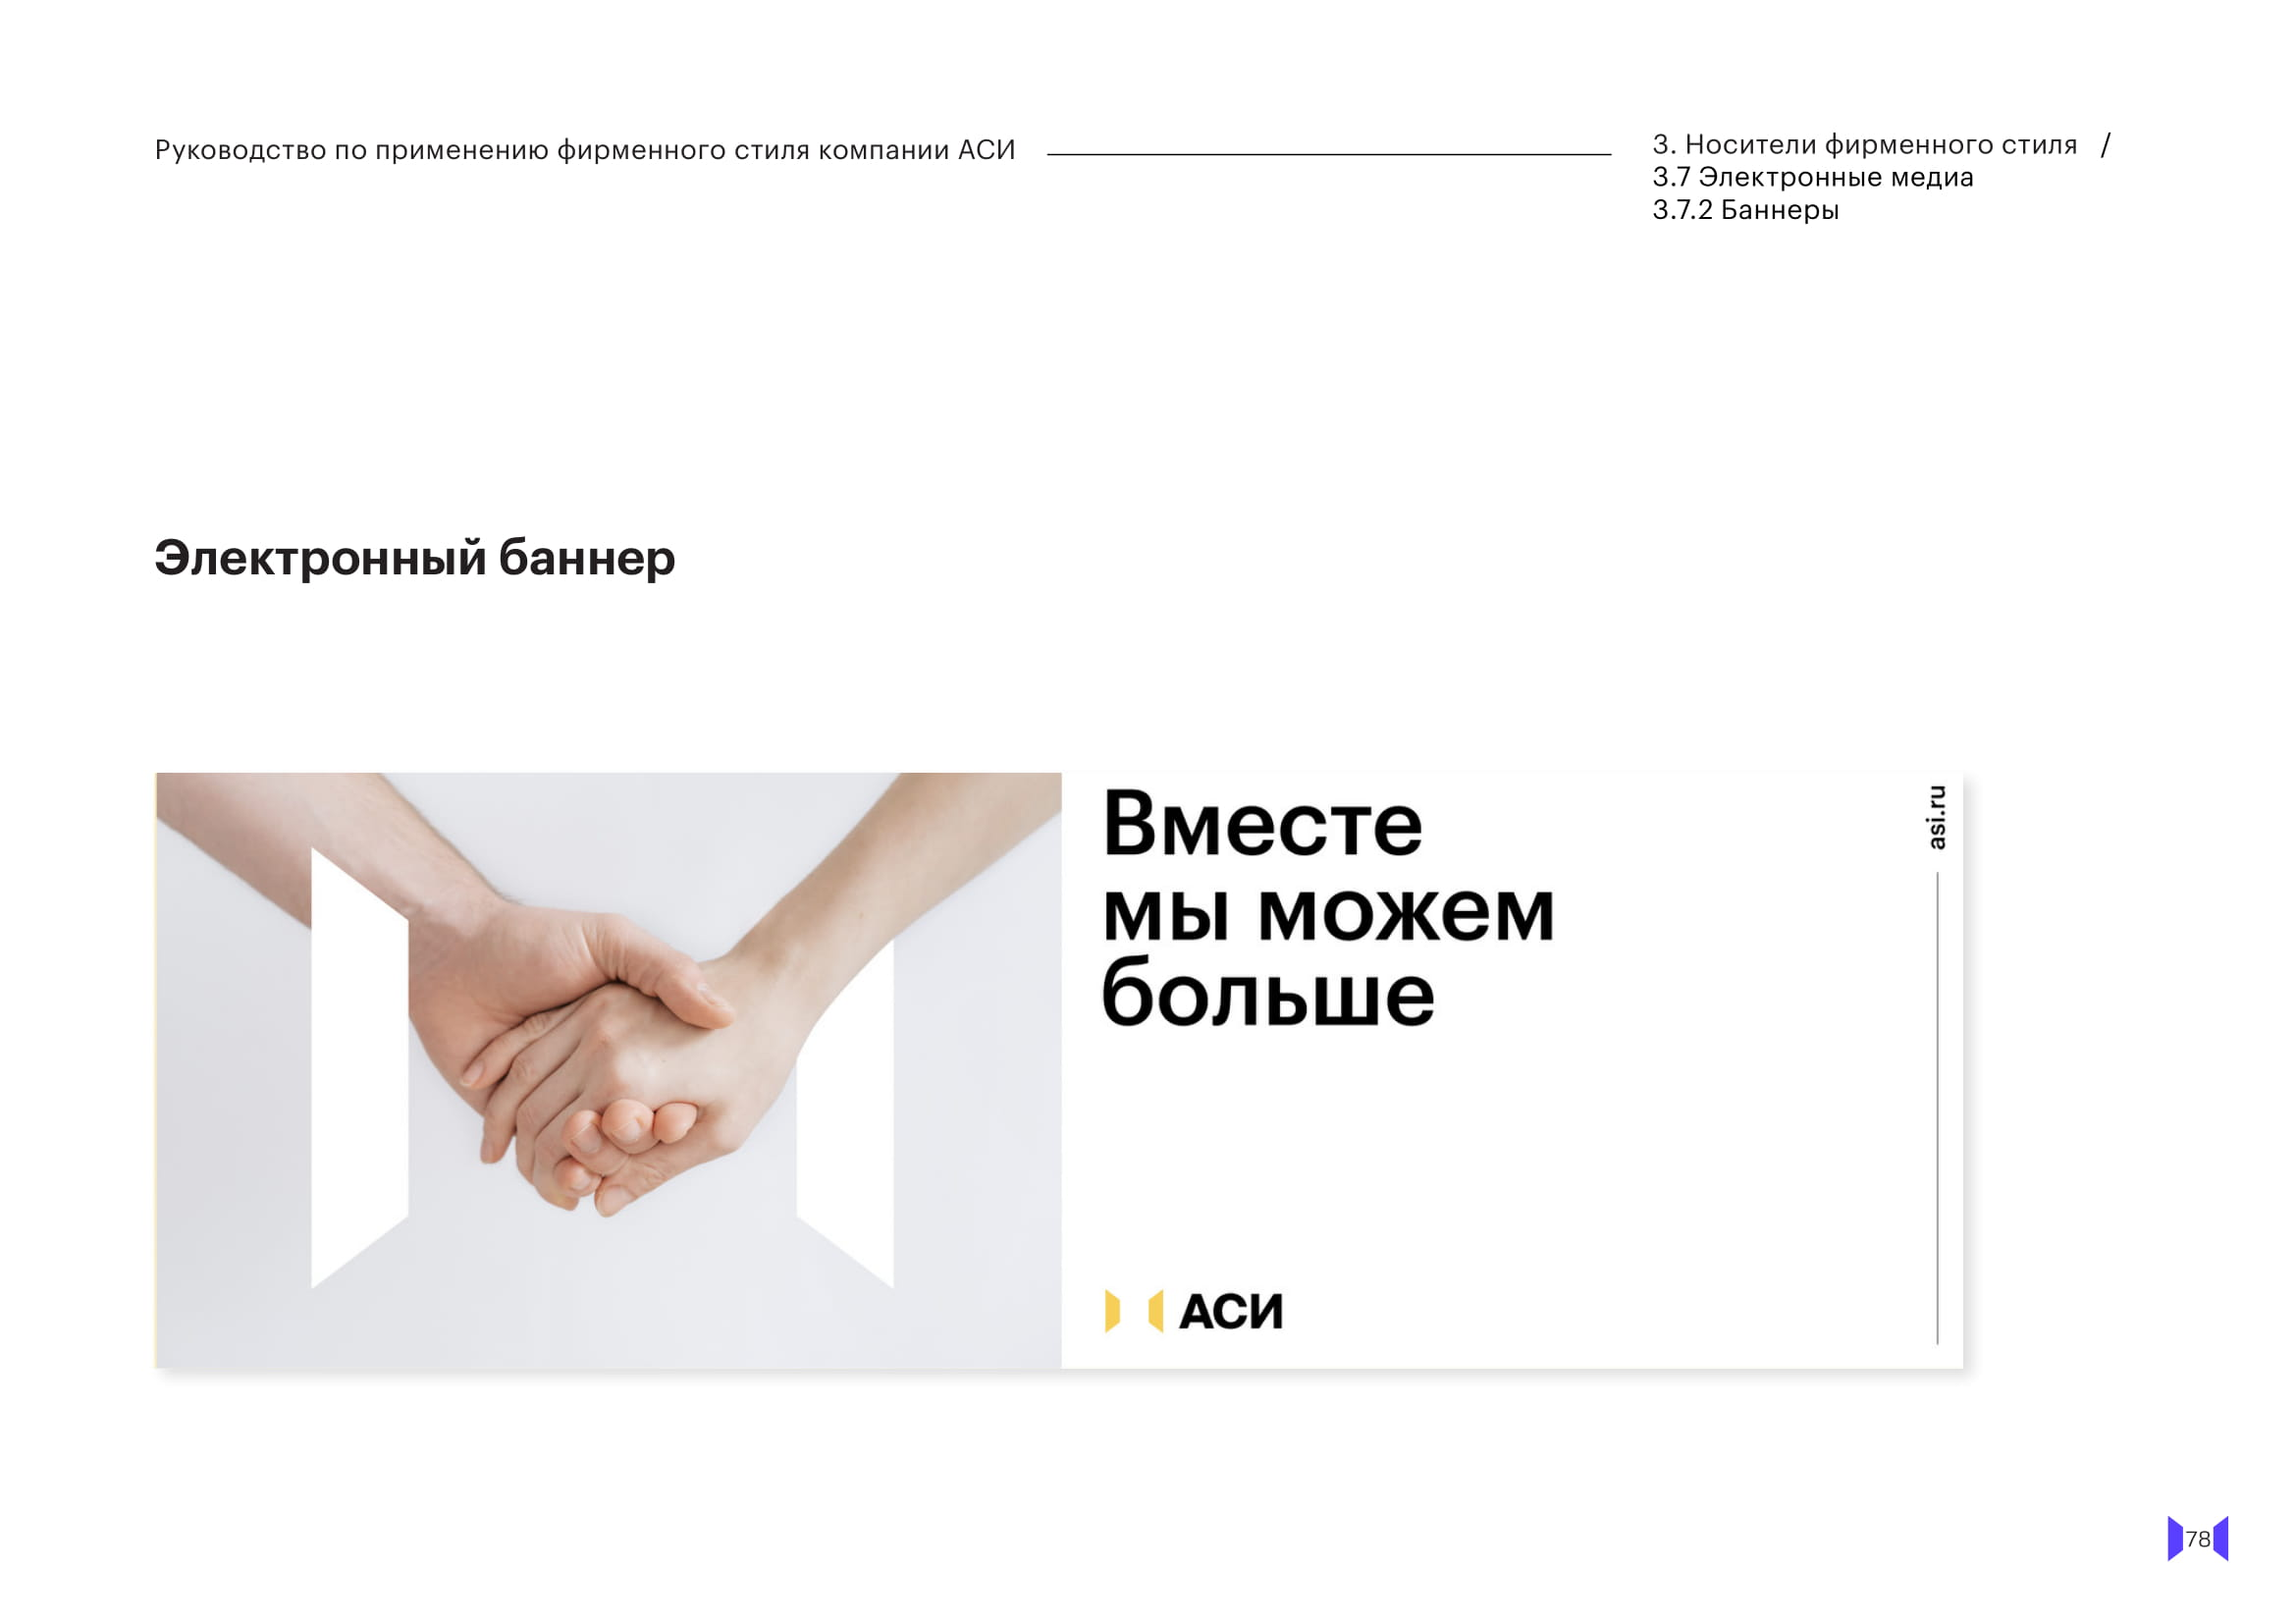 Руководство по применению фирменного стиля компании АСИ
3. Носители фирменного стиля /
3.7 Электронные медиа
3.7.2 Баннеры
Электронный баннер
Вместе
мы можем
больше
asi.ru
АСИ
78